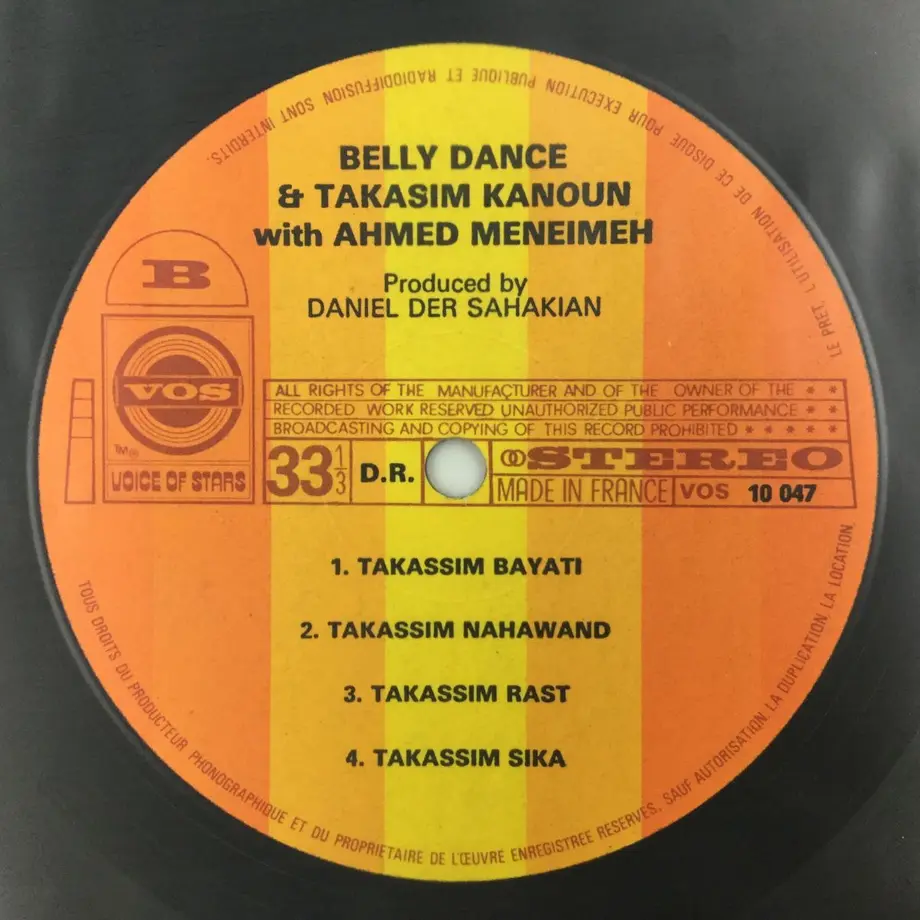 BELLY DANCE
& TAKASIM KANOUN
with AHMED MENEIMEH
Produced by
DANIEL DER SAHAKIAN
B
VOS
TM®
VOICE OF STARS
ALL RIGHTS OF THE MANUFACTURER AND OF THE OWNER OF THE * *
RECORDED WORK RESERVED UNAUTHORIZED PUBLIC PERFORMANCE * *
BROADCASTING AND COPYING OF THIS RECORD PROHIBITED * * * * *
33 1/3
D.R.
STEREO
MADE IN FRANCE
VOS 10 047
1. TAKASSIM BAYATI
2. TAKASSIM NAHAWAND
3. TAKASSIM RAST
4. TAKASSIM SIKA
TOUS DROITS DU PRODUCTEUR PHONOGRAPHIQUE ET DU PROPRIETAIRE DE L'ŒUVRE ENREGISTREE RESERVES, SAUF AUTORISATION, LA DUPLICATION, LA LOCATION
LE PRET, L'UTILISATION DE CE DISQUE POUR EXECUTION PUBLIQUE ET RADIODIFFUSION SONT INTERDITS.